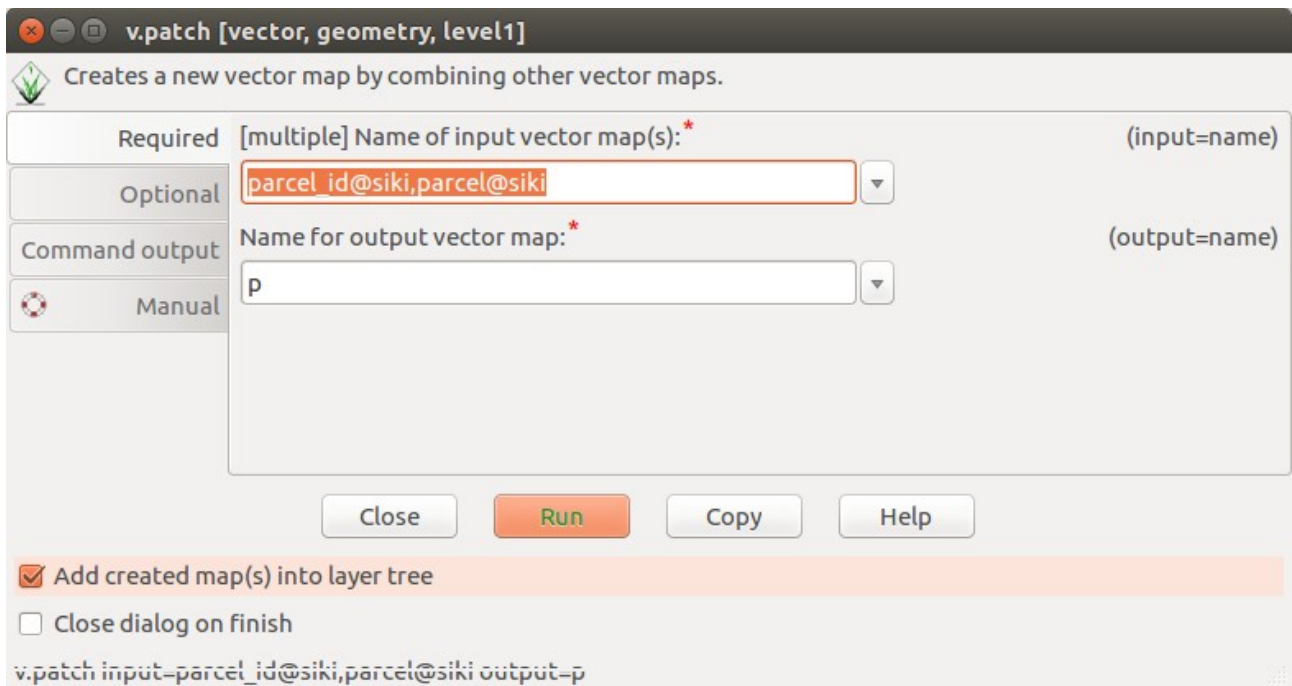 v.patch [vector, geometry, level1]
Creates a new vector map by combining other vector maps.
Required
[multiple] Name of input vector map(s):* (input=name)
parcel_id@siki,parcel@siki
Optional
Name for output vector map:* (output=name)
Command output
p
Manual
Close Run Copy Help
Add created map(s) into layer tree
Close dialog on finish
v.patch input=parcel_id@siki,parcel@siki output=p